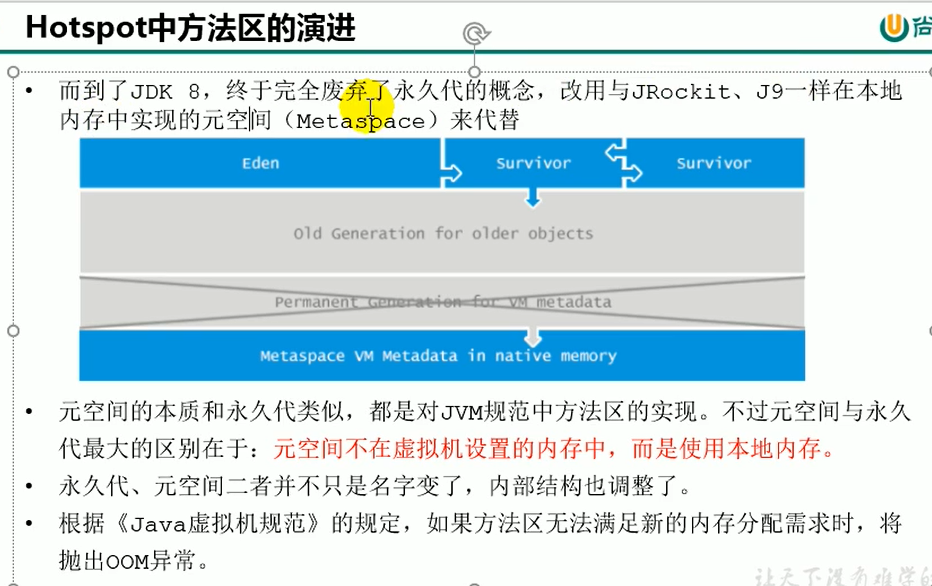 Hotspot中方法区的演进
尚
• 而到了JDK 8，终于完全废弃了永久代的概念，改用与JRockit、J9一样在本地
内存中实现的元空间（Metaspace）来代替
Eden Survivor Survivor
Old Generation for older objects
Permanent Generation for VM metadata
Metaspace VM Metadata in native memory
• 元空间的本质和永久代类似，都是对JVM规范中方法区的实现。不过元空间与永久
代最大的区别在于：元空间不在虚拟机设置的内存中，而是使用本地内存。
• 永久代、元空间二者并不只是名字变了，内部结构也调整了。
• 根据《Java虚拟机规范》的规定，如果方法区无法满足新的内存分配需求时，将
抛出OOM异常。
让天下没有难学的